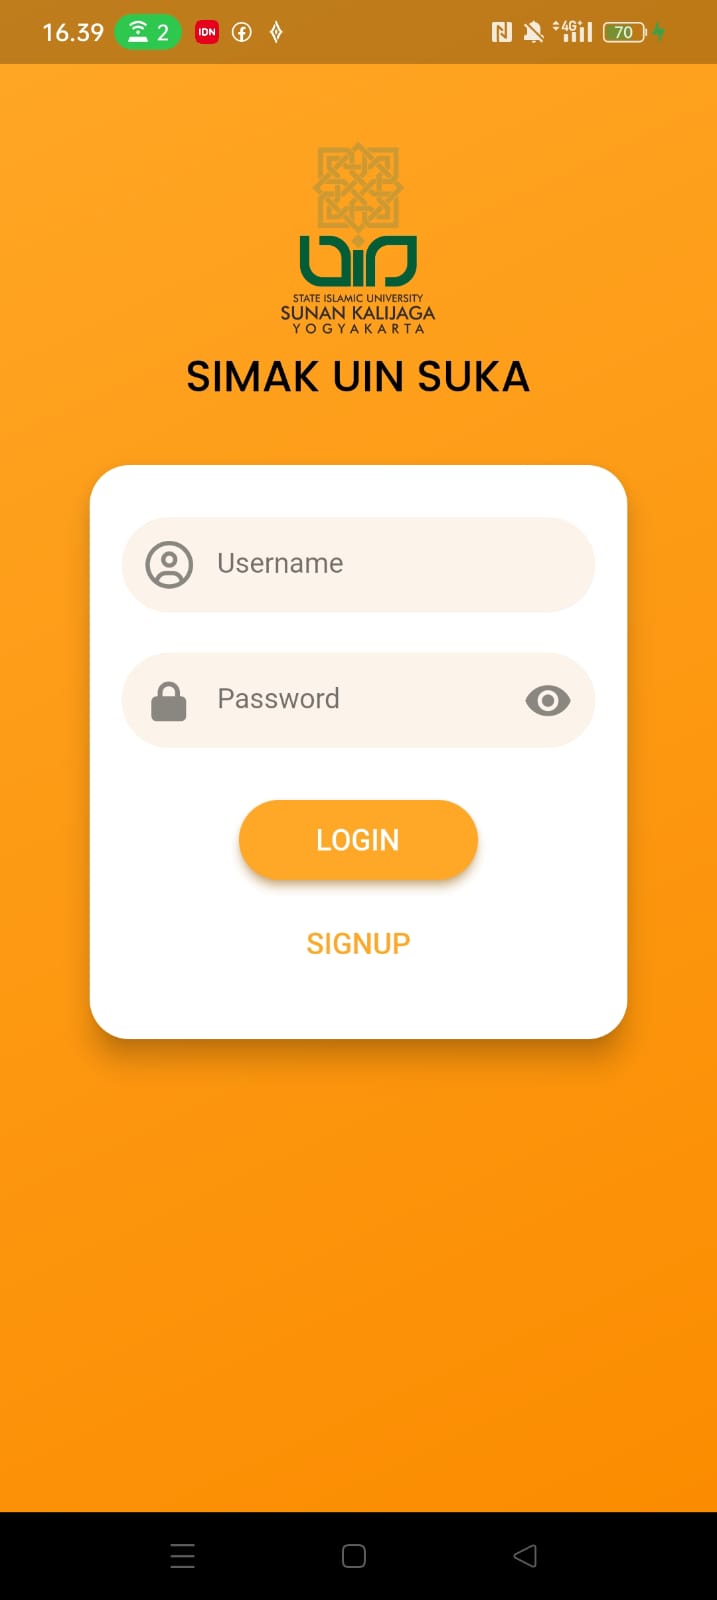 16.39 2 IDN 4G+ 70
uin
STATE ISLAMIC UNIVERSITY
SUNAN KALIJAGA
YOGYAKARTA
SIMAK UIN SUKA
Username
Password
LOGIN
SIGNUP